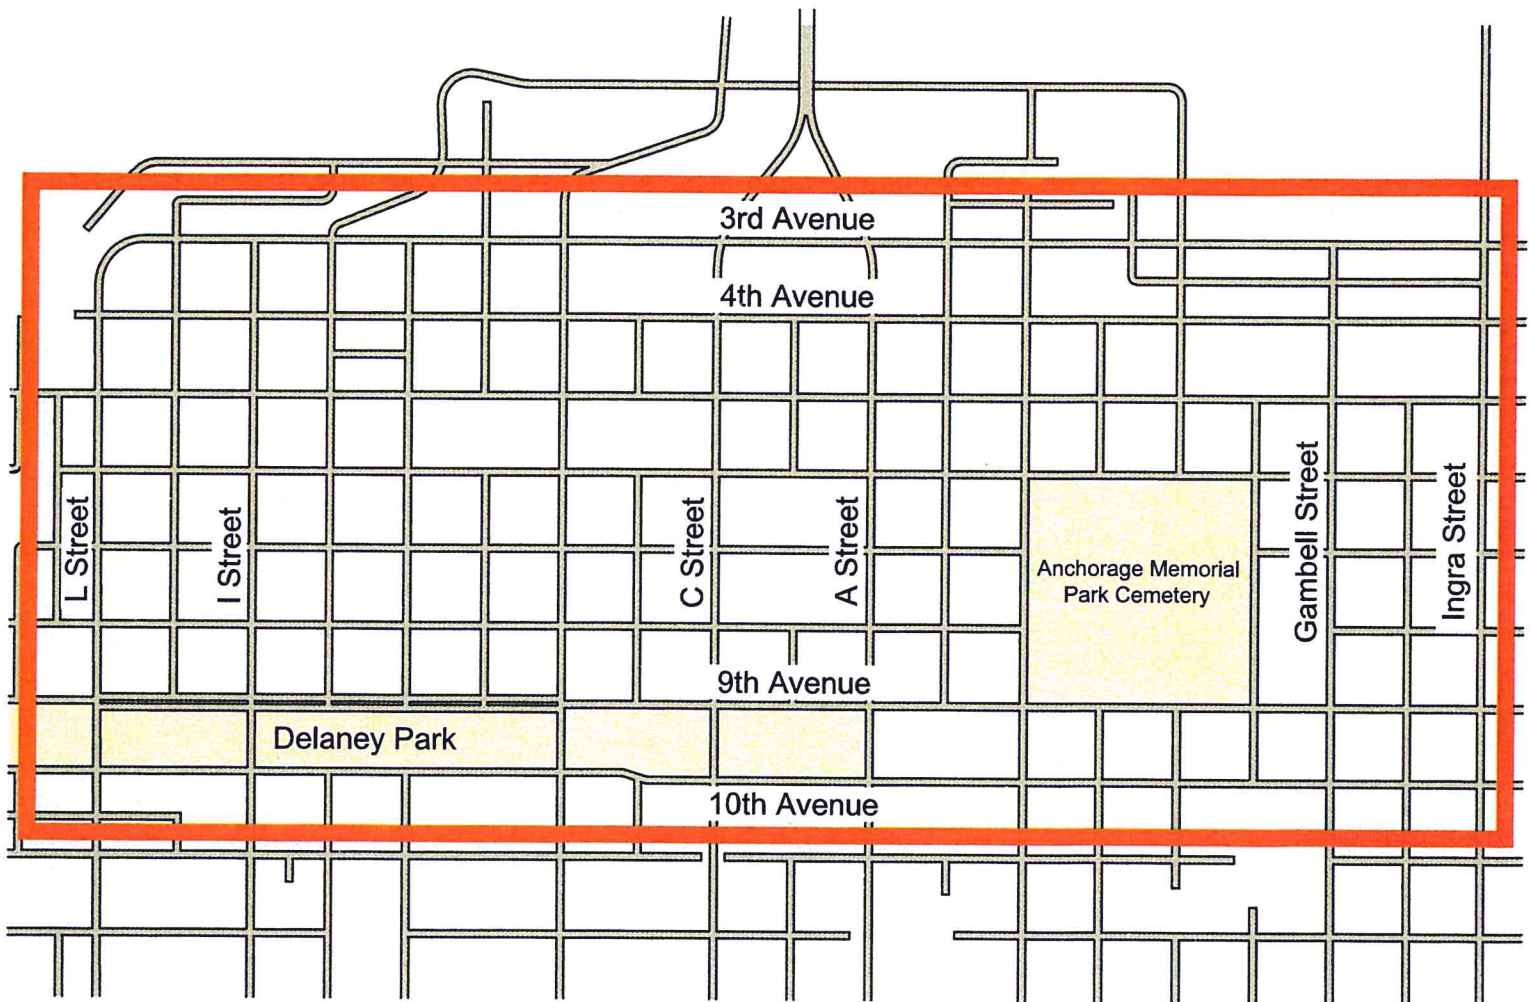 3rd Avenue
4th Avenue
L Street
I Street
C Street
A Street
Gambell Street
Ingra Street
Anchorage Memorial
Park Cemetery
9th Avenue
Delaney Park
10th Avenue